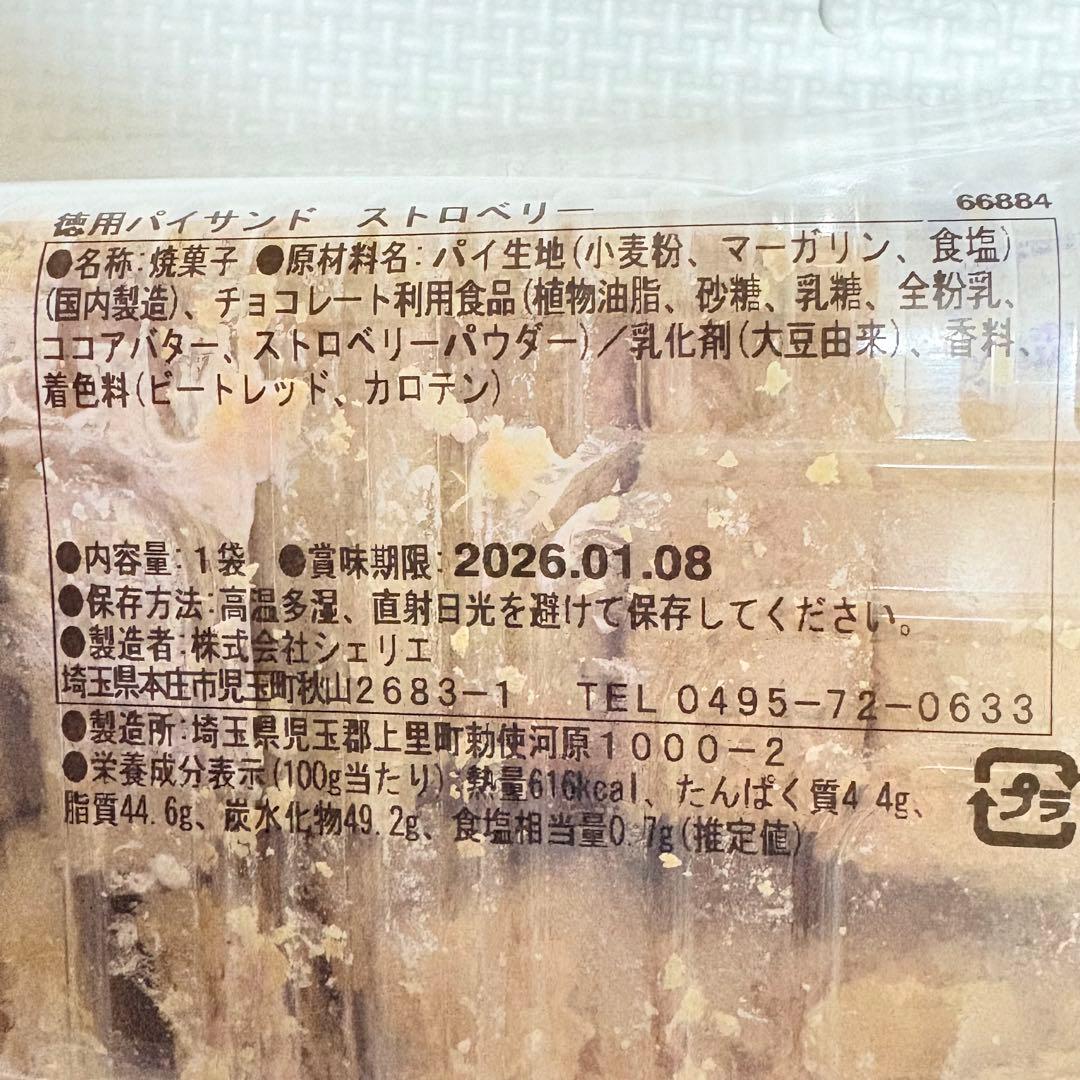 徳用パイサンド ストロベリー 66884
●名称:焼菓子 ●原材料名:パイ生地(小麦粉、マーガリン、食塩)
(国内製造)、チョコレート利用食品(植物油脂、砂糖、乳糖、全粉乳、
ココアバター、ストロベリーパウダー)/乳化剤(大豆由来)、香料、
着色料(ビートレッド、カロテン)
●内容量:1袋 ●賞味期限:2026.01.08
●保存方法:高温多湿、直射日光を避けて保存してください。
●製造者:株式会社シェリエ
埼玉県本庄市児玉町秋山2683-1 TEL 0495-72-0633
●製造所:埼玉県児玉郡上里町勅使河原1000-2
●栄養成分表示(100g当たり):熱量616kcal、たんぱく質4.4g、
脂質44.6g、炭水化物49.2g、食塩相当量0.7g(推定値)
プラ